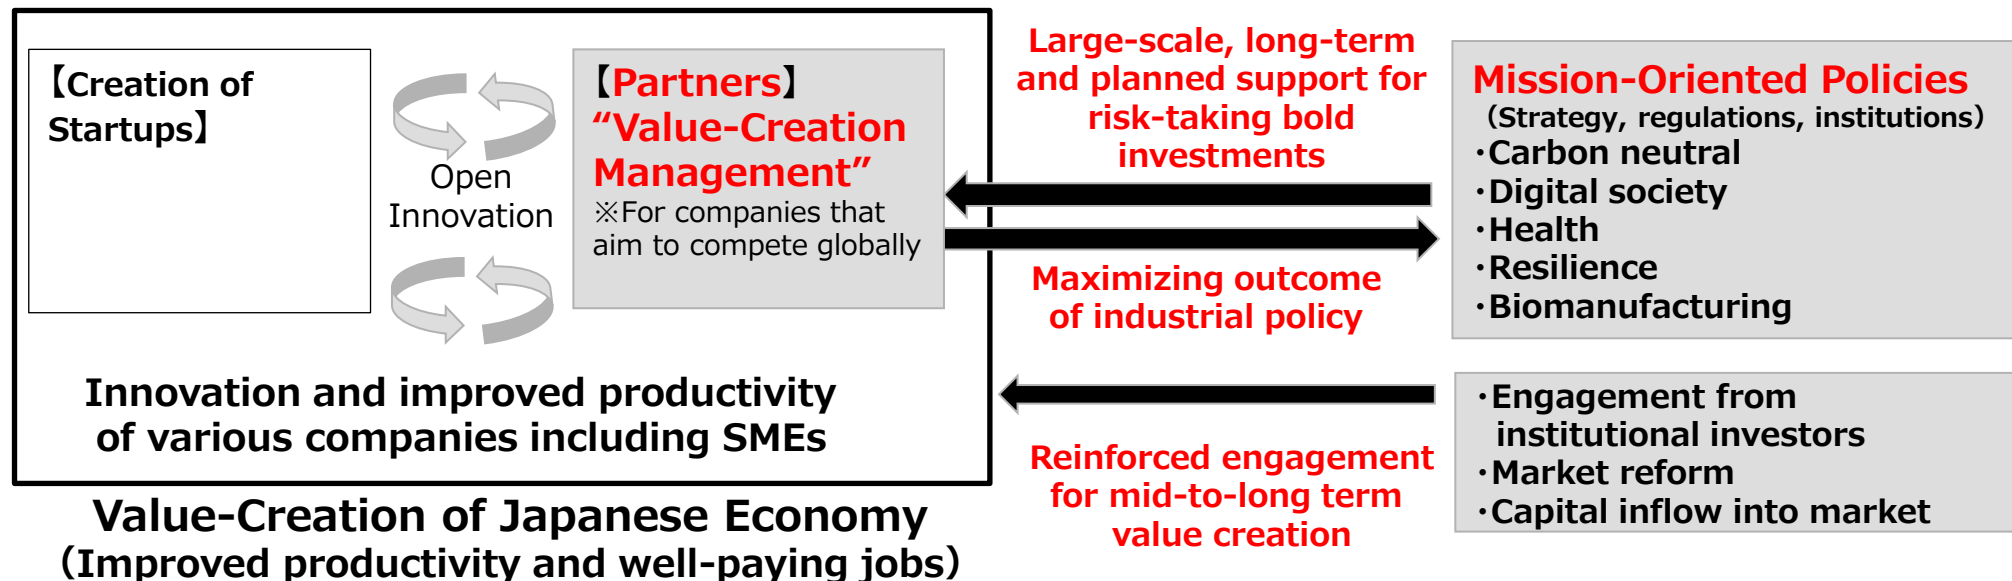 【Creation of
Startups】
Open
Innovation
【Partners】
“Value-Creation
Management”
※For companies that
aim to compete globally
Innovation and improved productivity
of various companies including SMEs
Value-Creation of Japanese Economy
（Improved productivity and well-paying jobs）
Large-scale, long-term
and planned support for
risk-taking bold
investments
Maximizing outcome
of industrial policy
Reinforced engagement
for mid-to-long term
value creation
Mission-Oriented Policies
（Strategy, regulations, institutions）
・Carbon neutral
・Digital society
・Health
・Resilience
・Biomanufacturing
・Engagement from
institutional investors
・Market reform
・Capital inflow into market